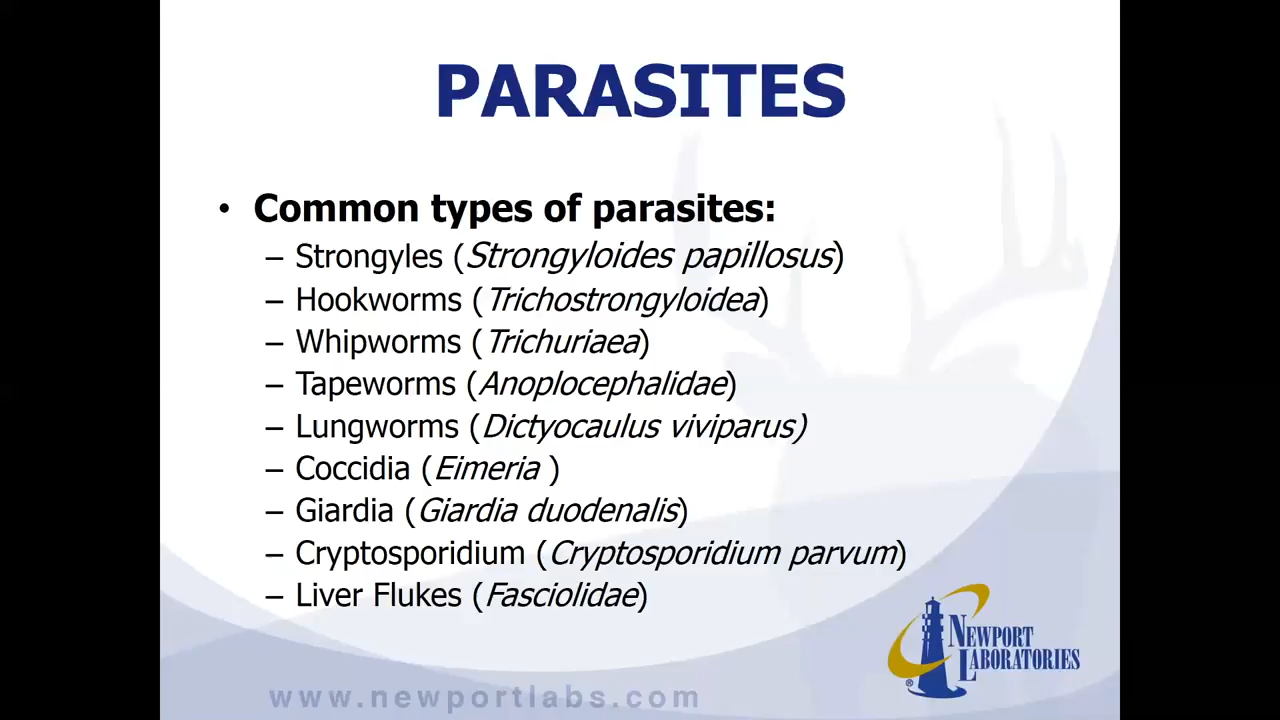 PARASITES
• Common types of parasites:
– Strongyles (Strongyloides papillosus)
– Hookworms (Trichostrongyloidea)
– Whipworms (Trichuriaea)
– Tapeworms (Anoplocephalidae)
– Lungworms (Dictyocaulus viviparus)
– Coccidia (Eimeria )
– Giardia (Giardia duodenalis)
– Cryptosporidium (Cryptosporidium parvum)
– Liver Flukes (Fasciolidae)
NEWPORT
LABORATORIES
®
www.newportlabs.com